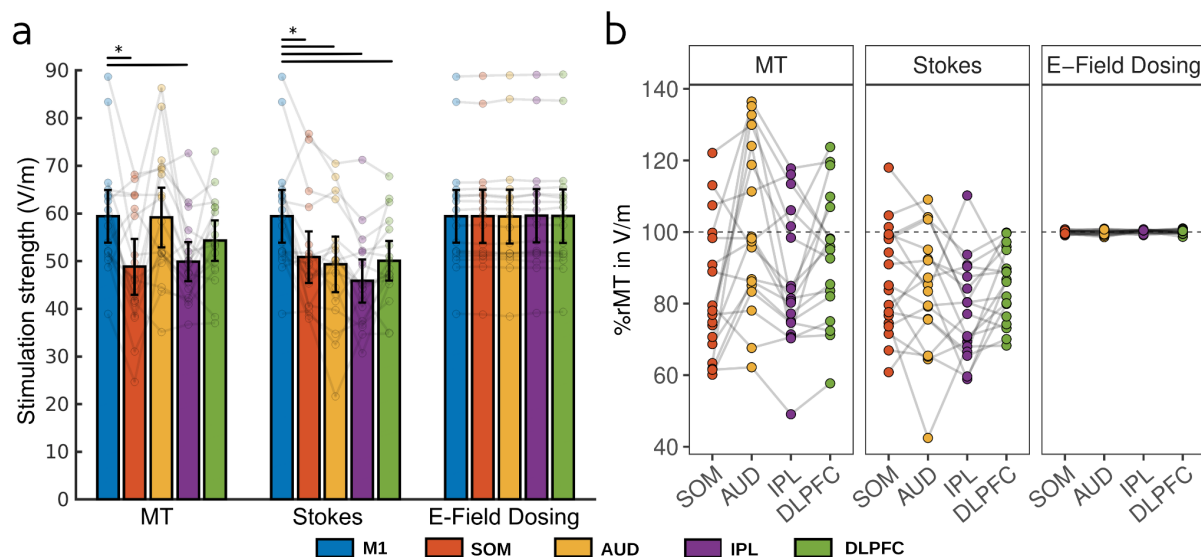 a
Stimulation strength (V/m)
90
80
70
60
50
40
30
20
10
0
*
*
MT
Stokes
E-Field Dosing
b
%rMT in V/m
MT
Stokes
E−Field Dosing
140
120
100
80
60
40
SOM
AUD
IPL
DLPFC
SOM
AUD
IPL
DLPFC
SOM
AUD
IPL
DLPFC
M1
SOM
AUD
IPL
DLPFC